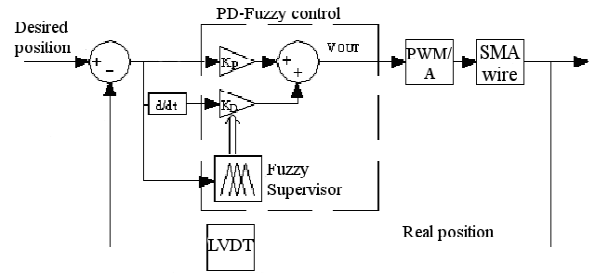 PD-Fuzzy control
Desired
position
+
−
KP
+
+
VOUT
PWM/
A
SMA
wire
d/dt
KD
Fuzzy
Supervisor
Real position
LVDT